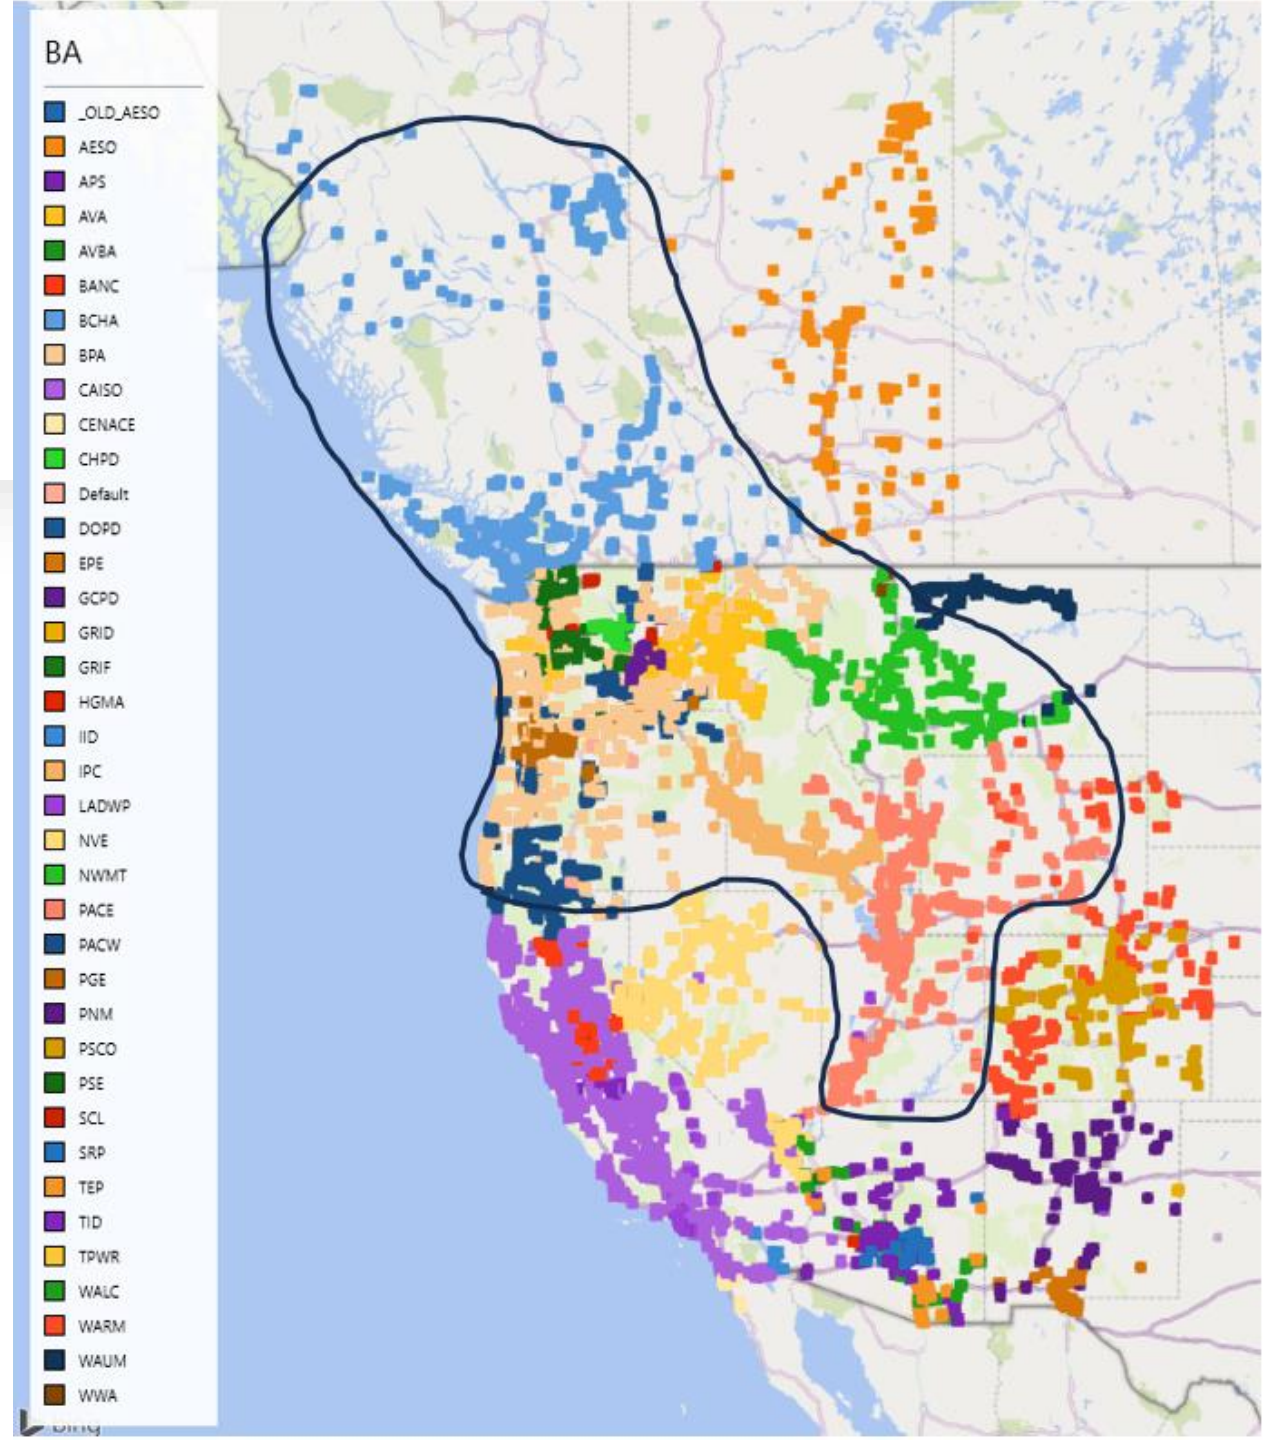 BA
_OLD_AESO
AESO
APS
AVA
AVBA
BANC
BCHA
BPA
CAISO
CENACE
CHPD
Default
DOPD
EPE
GCPD
GRID
GRIF
HGMA
IID
IPC
LADWP
NVE
NWMT
PACE
PACW
PGE
PNM
PSCO
PSE
SCL
SRP
TEP
TID
TPWR
WALC
WARM
WAUM
WWA
bing